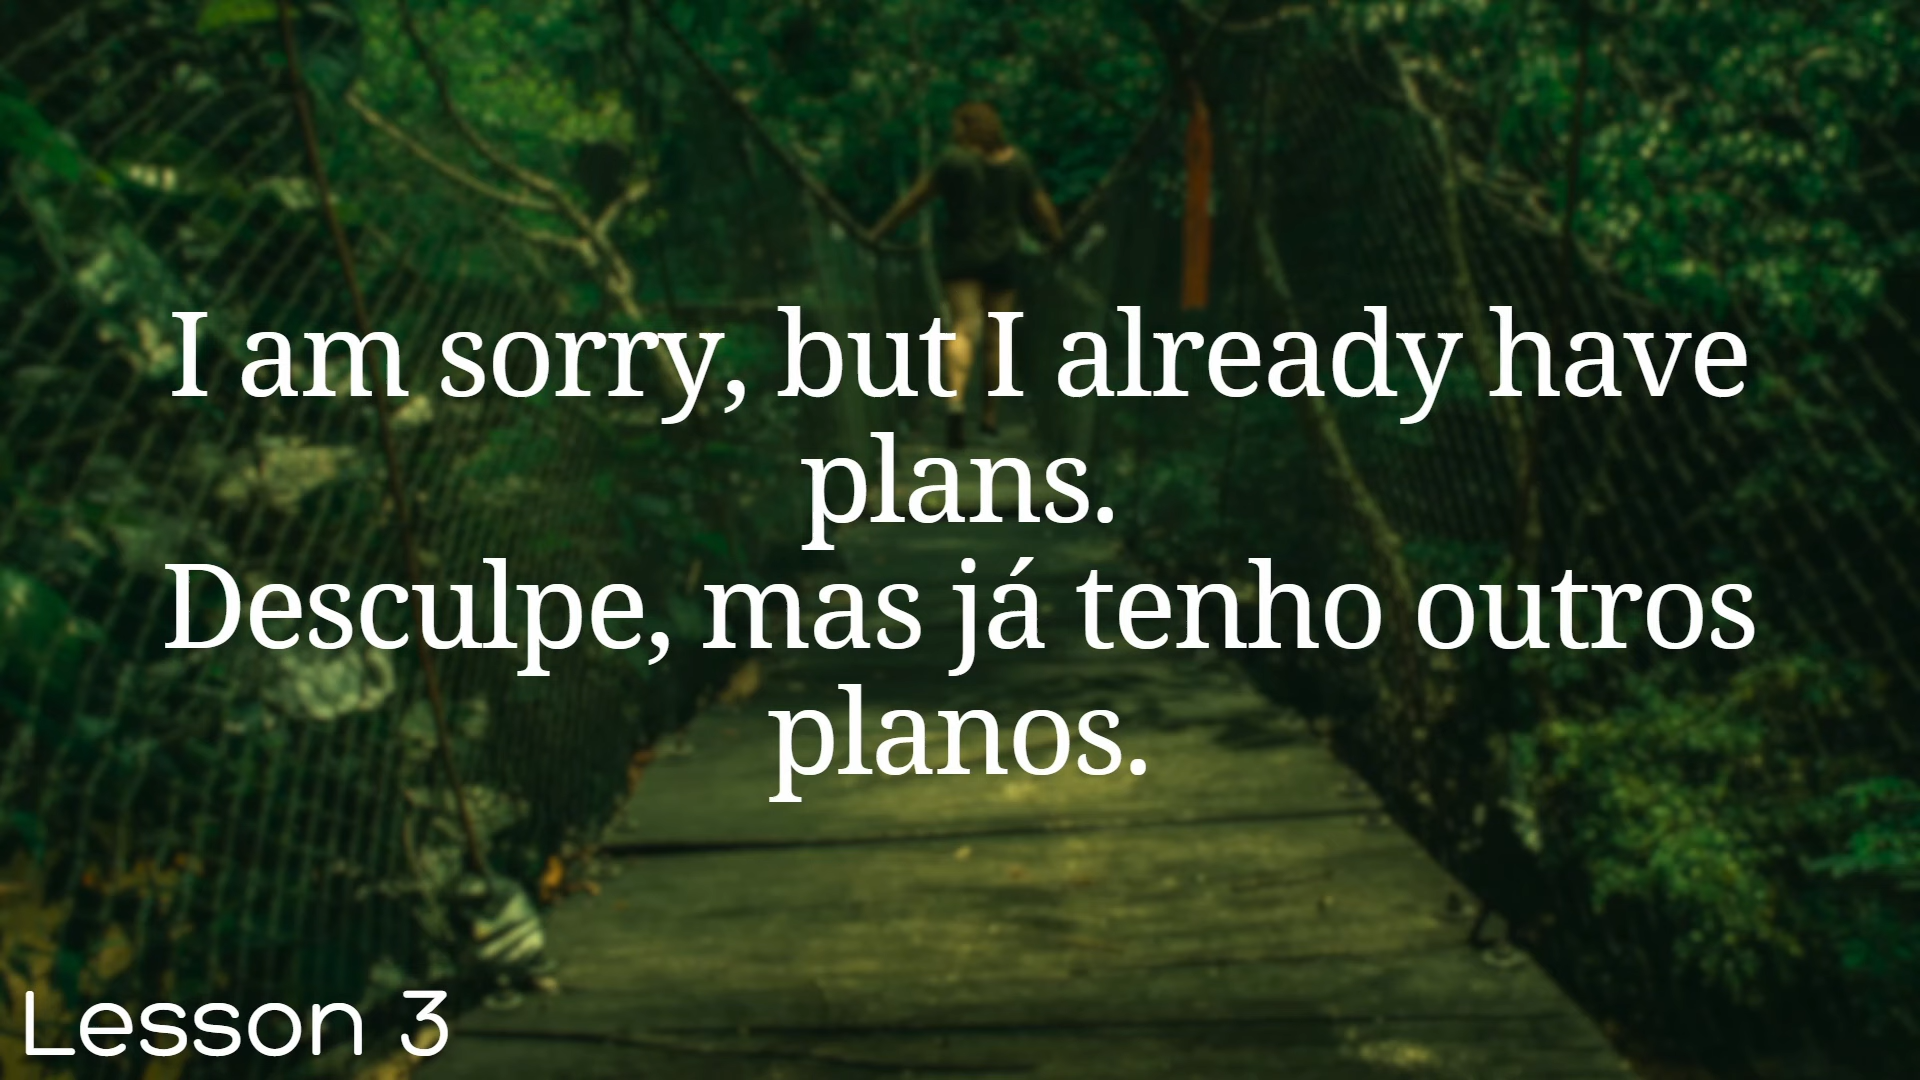 I am sorry, but I already have
plans.
Desculpe, mas já tenho outros
planos.
Lesson 3